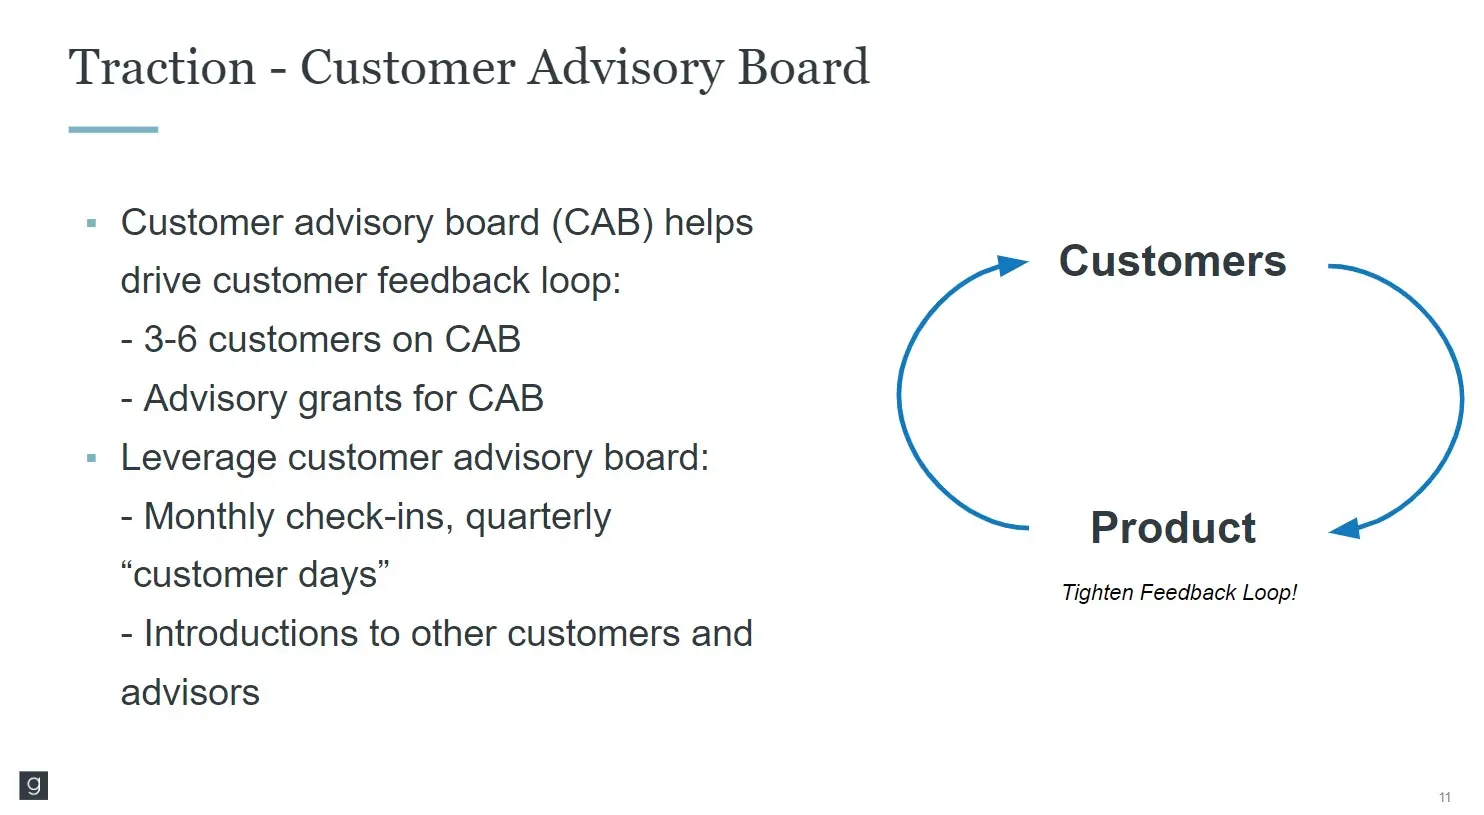 Traction - Customer Advisory Board
▪ Customer advisory board (CAB) helps
drive customer feedback loop:
- 3-6 customers on CAB
- Advisory grants for CAB
▪ Leverage customer advisory board:
- Monthly check-ins, quarterly
“customer days”
- Introductions to other customers and
advisors
Customers
Product
Tighten Feedback Loop!
g
11